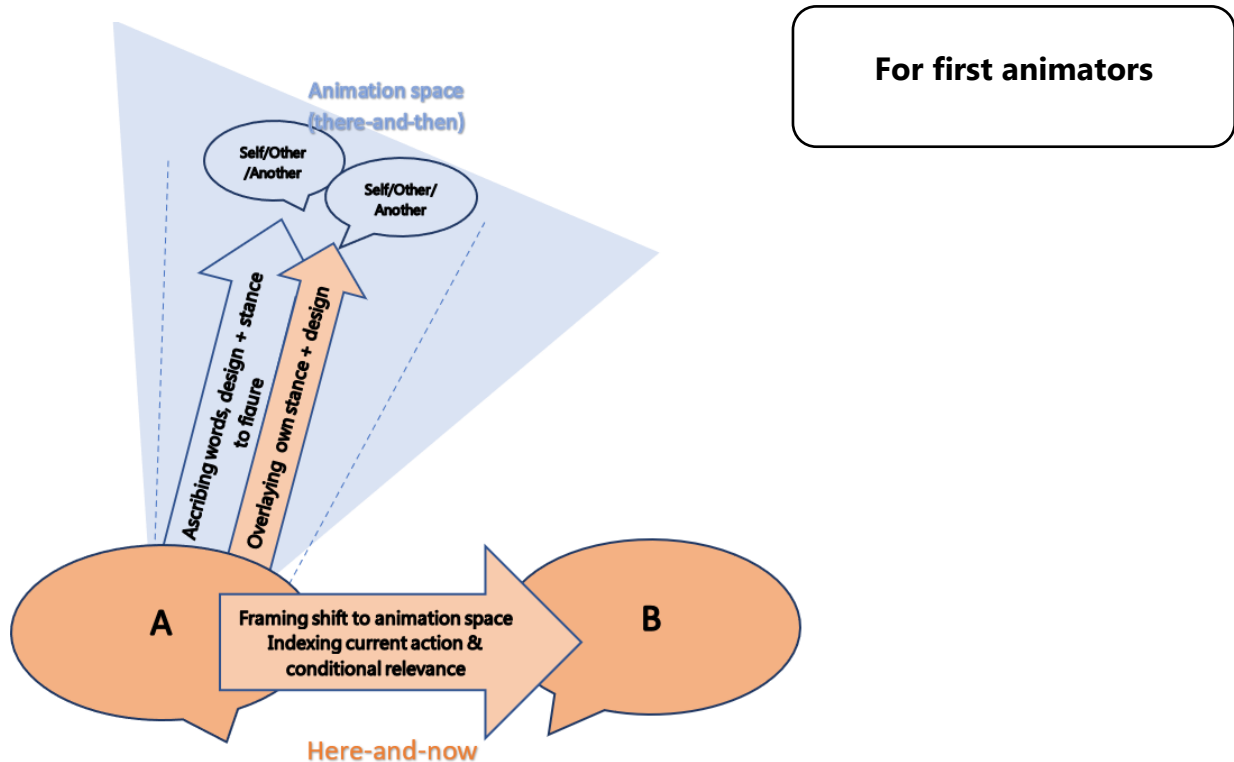 For first animators
Animation space
(there-and-then)
Self/Other
/Another
Self/Other/
Another
Ascribing words, design + stance
to figure
Overlaying own stance + design
A
Framing shift to animation space
Indexing current action &
conditional relevance
B
Here-and-now